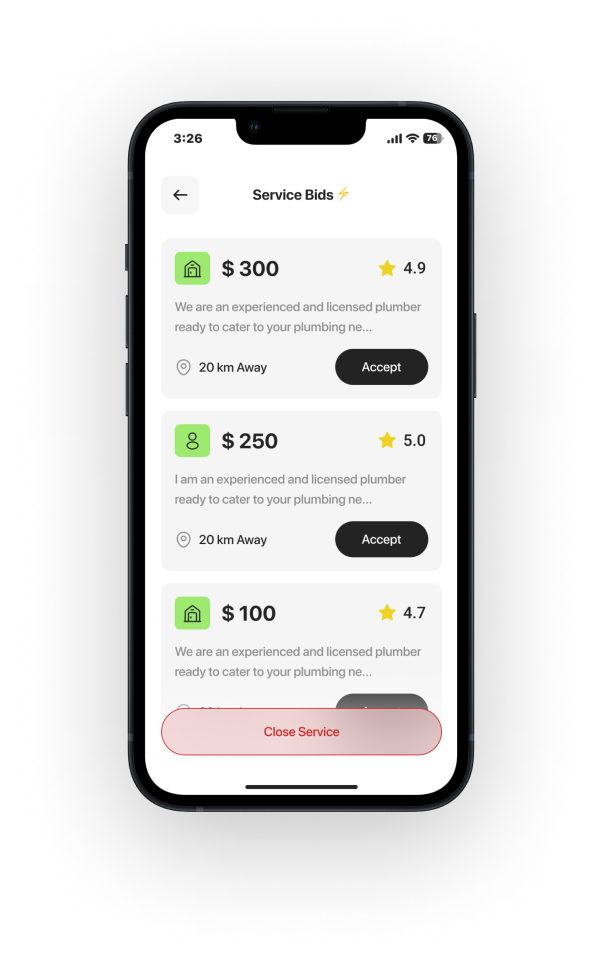 3:26
76
Service Bids ⚡
$ 300
4.9
We are an experienced and licensed plumber
ready to cater to your plumbing ne...
20 km Away
Accept
$ 250
5.0
I am an experienced and licensed plumber
ready to cater to your plumbing ne...
20 km Away
Accept
$ 100
4.7
We are an experienced and licensed plumber
ready to cater to your plumbing ne...
Close Service